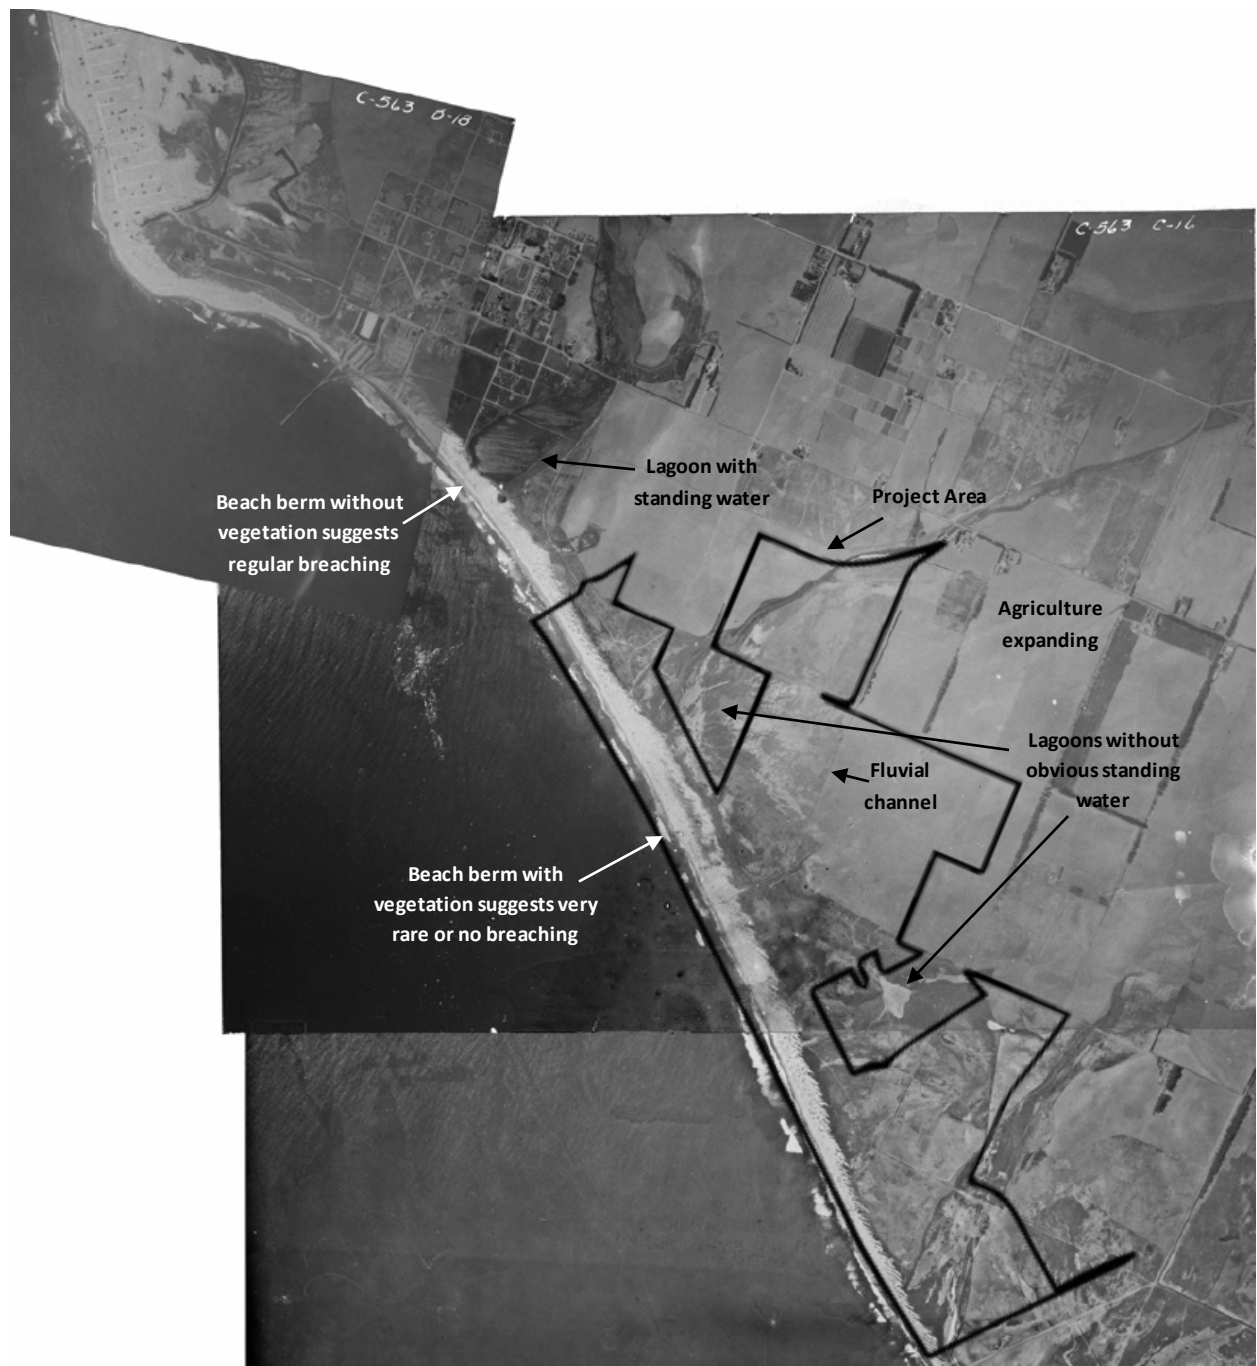 C-563 D-18
C-563 C-16
Lagoon with
standing water
Project Area
Beach berm without
vegetation suggests
regular breaching
Agriculture
expanding
Lagoons without
obvious standing
water
Fluvial
channel
Beach berm with
vegetation suggests very
rare or no breaching